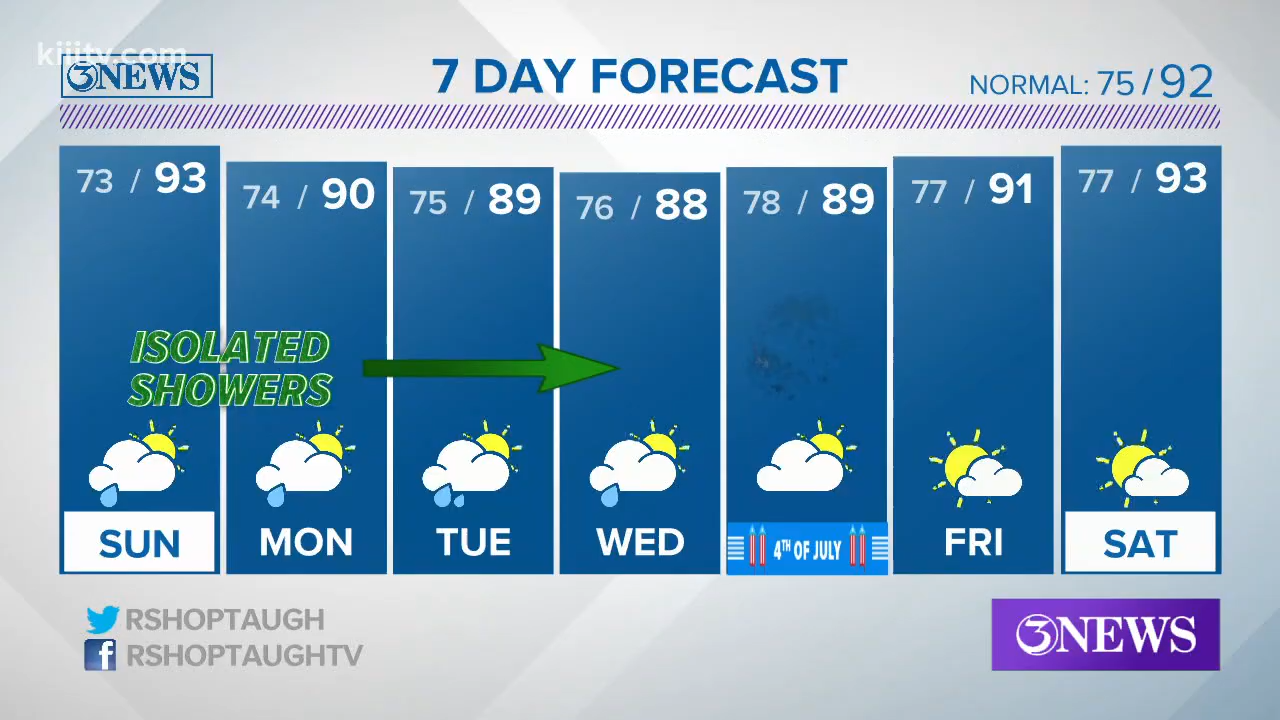 kiiitv.com
3NEWS
7 DAY FORECAST
NORMAL: 75 / 92
73 / 93
74 / 90
75 / 89
76 / 88
78 / 89
77 / 91
77 / 93
ISOLATED
SHOWERS
SUN
MON
TUE
WED
4TH OF JULY
FRI
SAT
RSHOPTAUGH
f RSHOPTAUGHTV
3NEWS